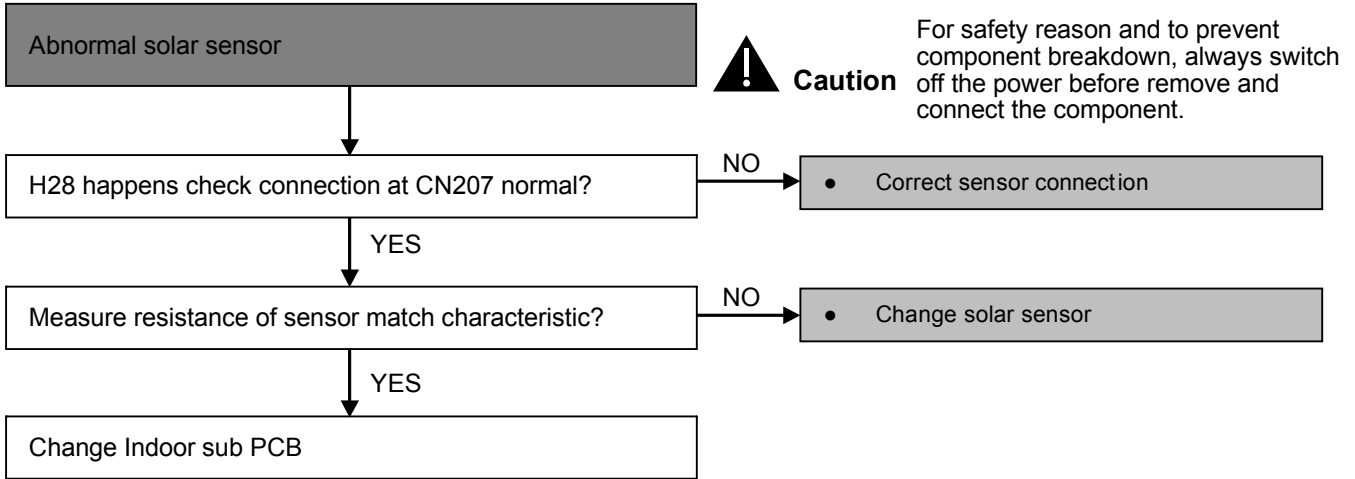 Abnormal solar sensor
Caution
For safety reason and to prevent
component breakdown, always switch
off the power before remove and
connect the component.
H28 happens check connection at CN207 normal?
NO
● Correct sensor connection
YES
Measure resistance of sensor match characteristic?
NO
● Change solar sensor
YES
Change Indoor sub PCB